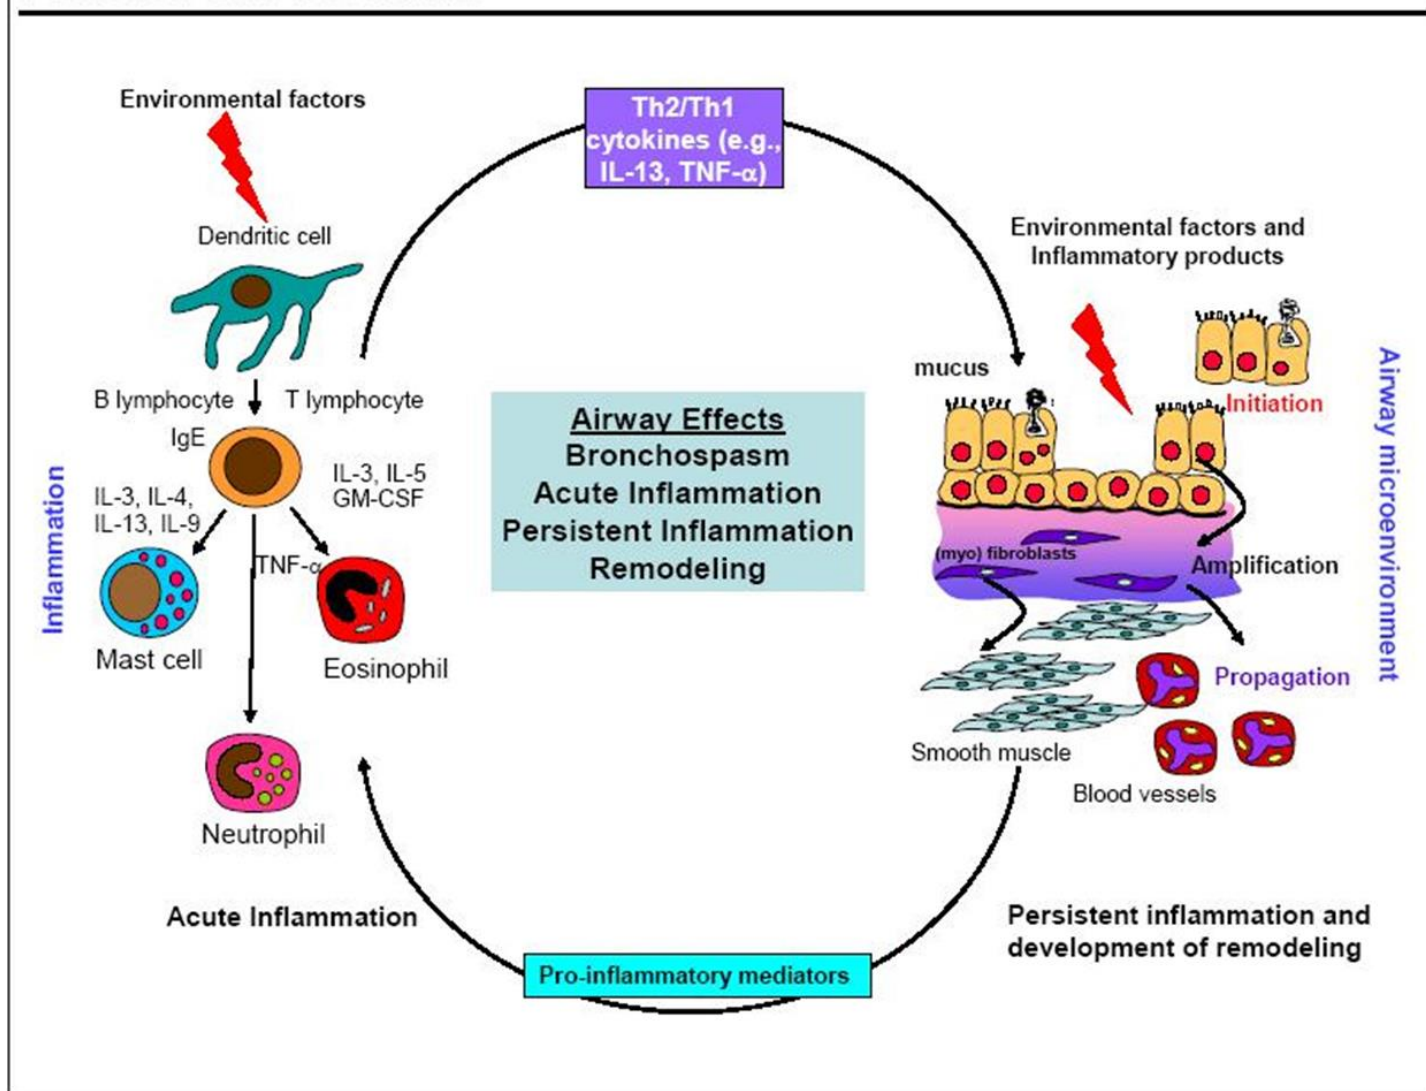 Environmental factors
Dendritic cell
B lymphocyte
T lymphocyte
IgE
IL-3, IL-5
GM-CSF
IL-3, IL-4,
IL-13, IL-9
TNF-α
Mast cell
Eosinophil
Neutrophil
Inflammation
Acute Inflammation
Th2/Th1
cytokines (e.g.,
IL-13, TNF-α)
Airway Effects
Bronchospasm
Acute Inflammation
Persistent Inflammation
Remodeling
Pro-inflammatory mediators
Environmental factors and
Inflammatory products
mucus
Initiation
(myo) fibroblasts
Amplification
Propagation
Smooth muscle
Blood vessels
Airway microenvironment
Persistent inflammation and
development of remodeling